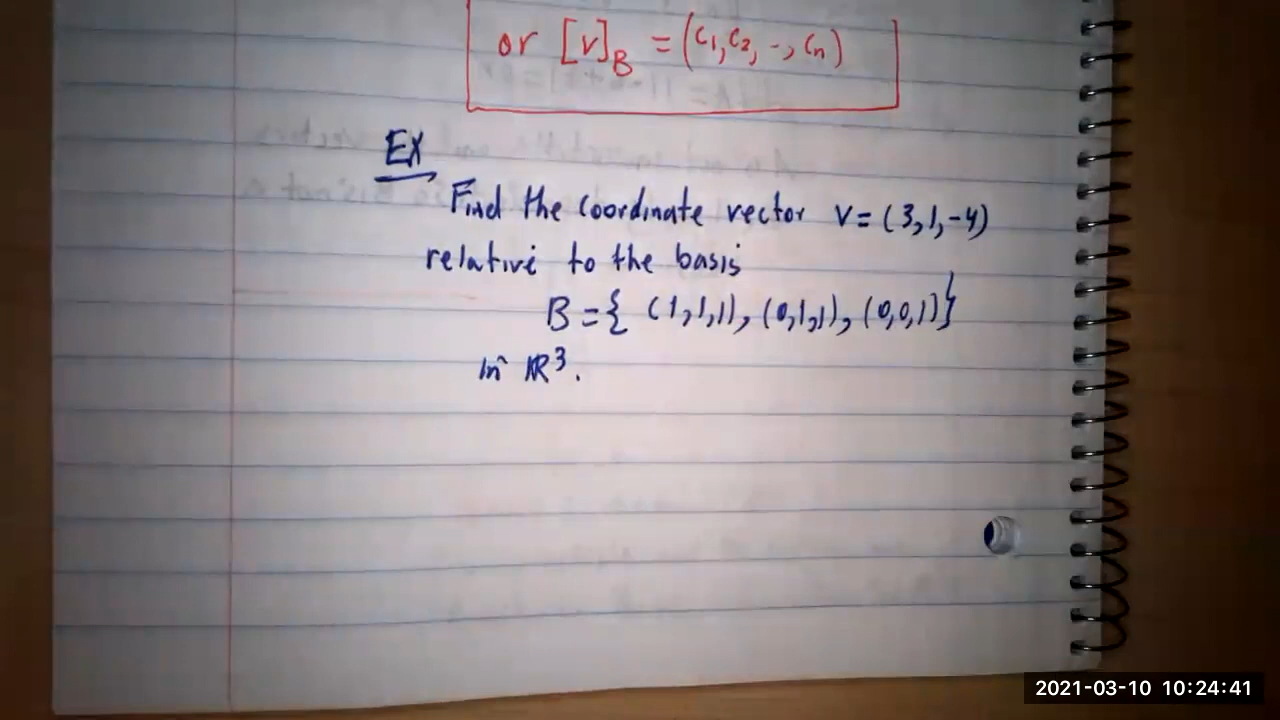 or [v]_B = (c₁, c₂, -, cₙ)
EX
Find the coordinate vector v = (3, 1, -4)
relative to the basis
B = { (1, 1, 1), (0, 1, 1), (0, 0, 1) }
in ℝ³.
2021-03-10 10:24:41